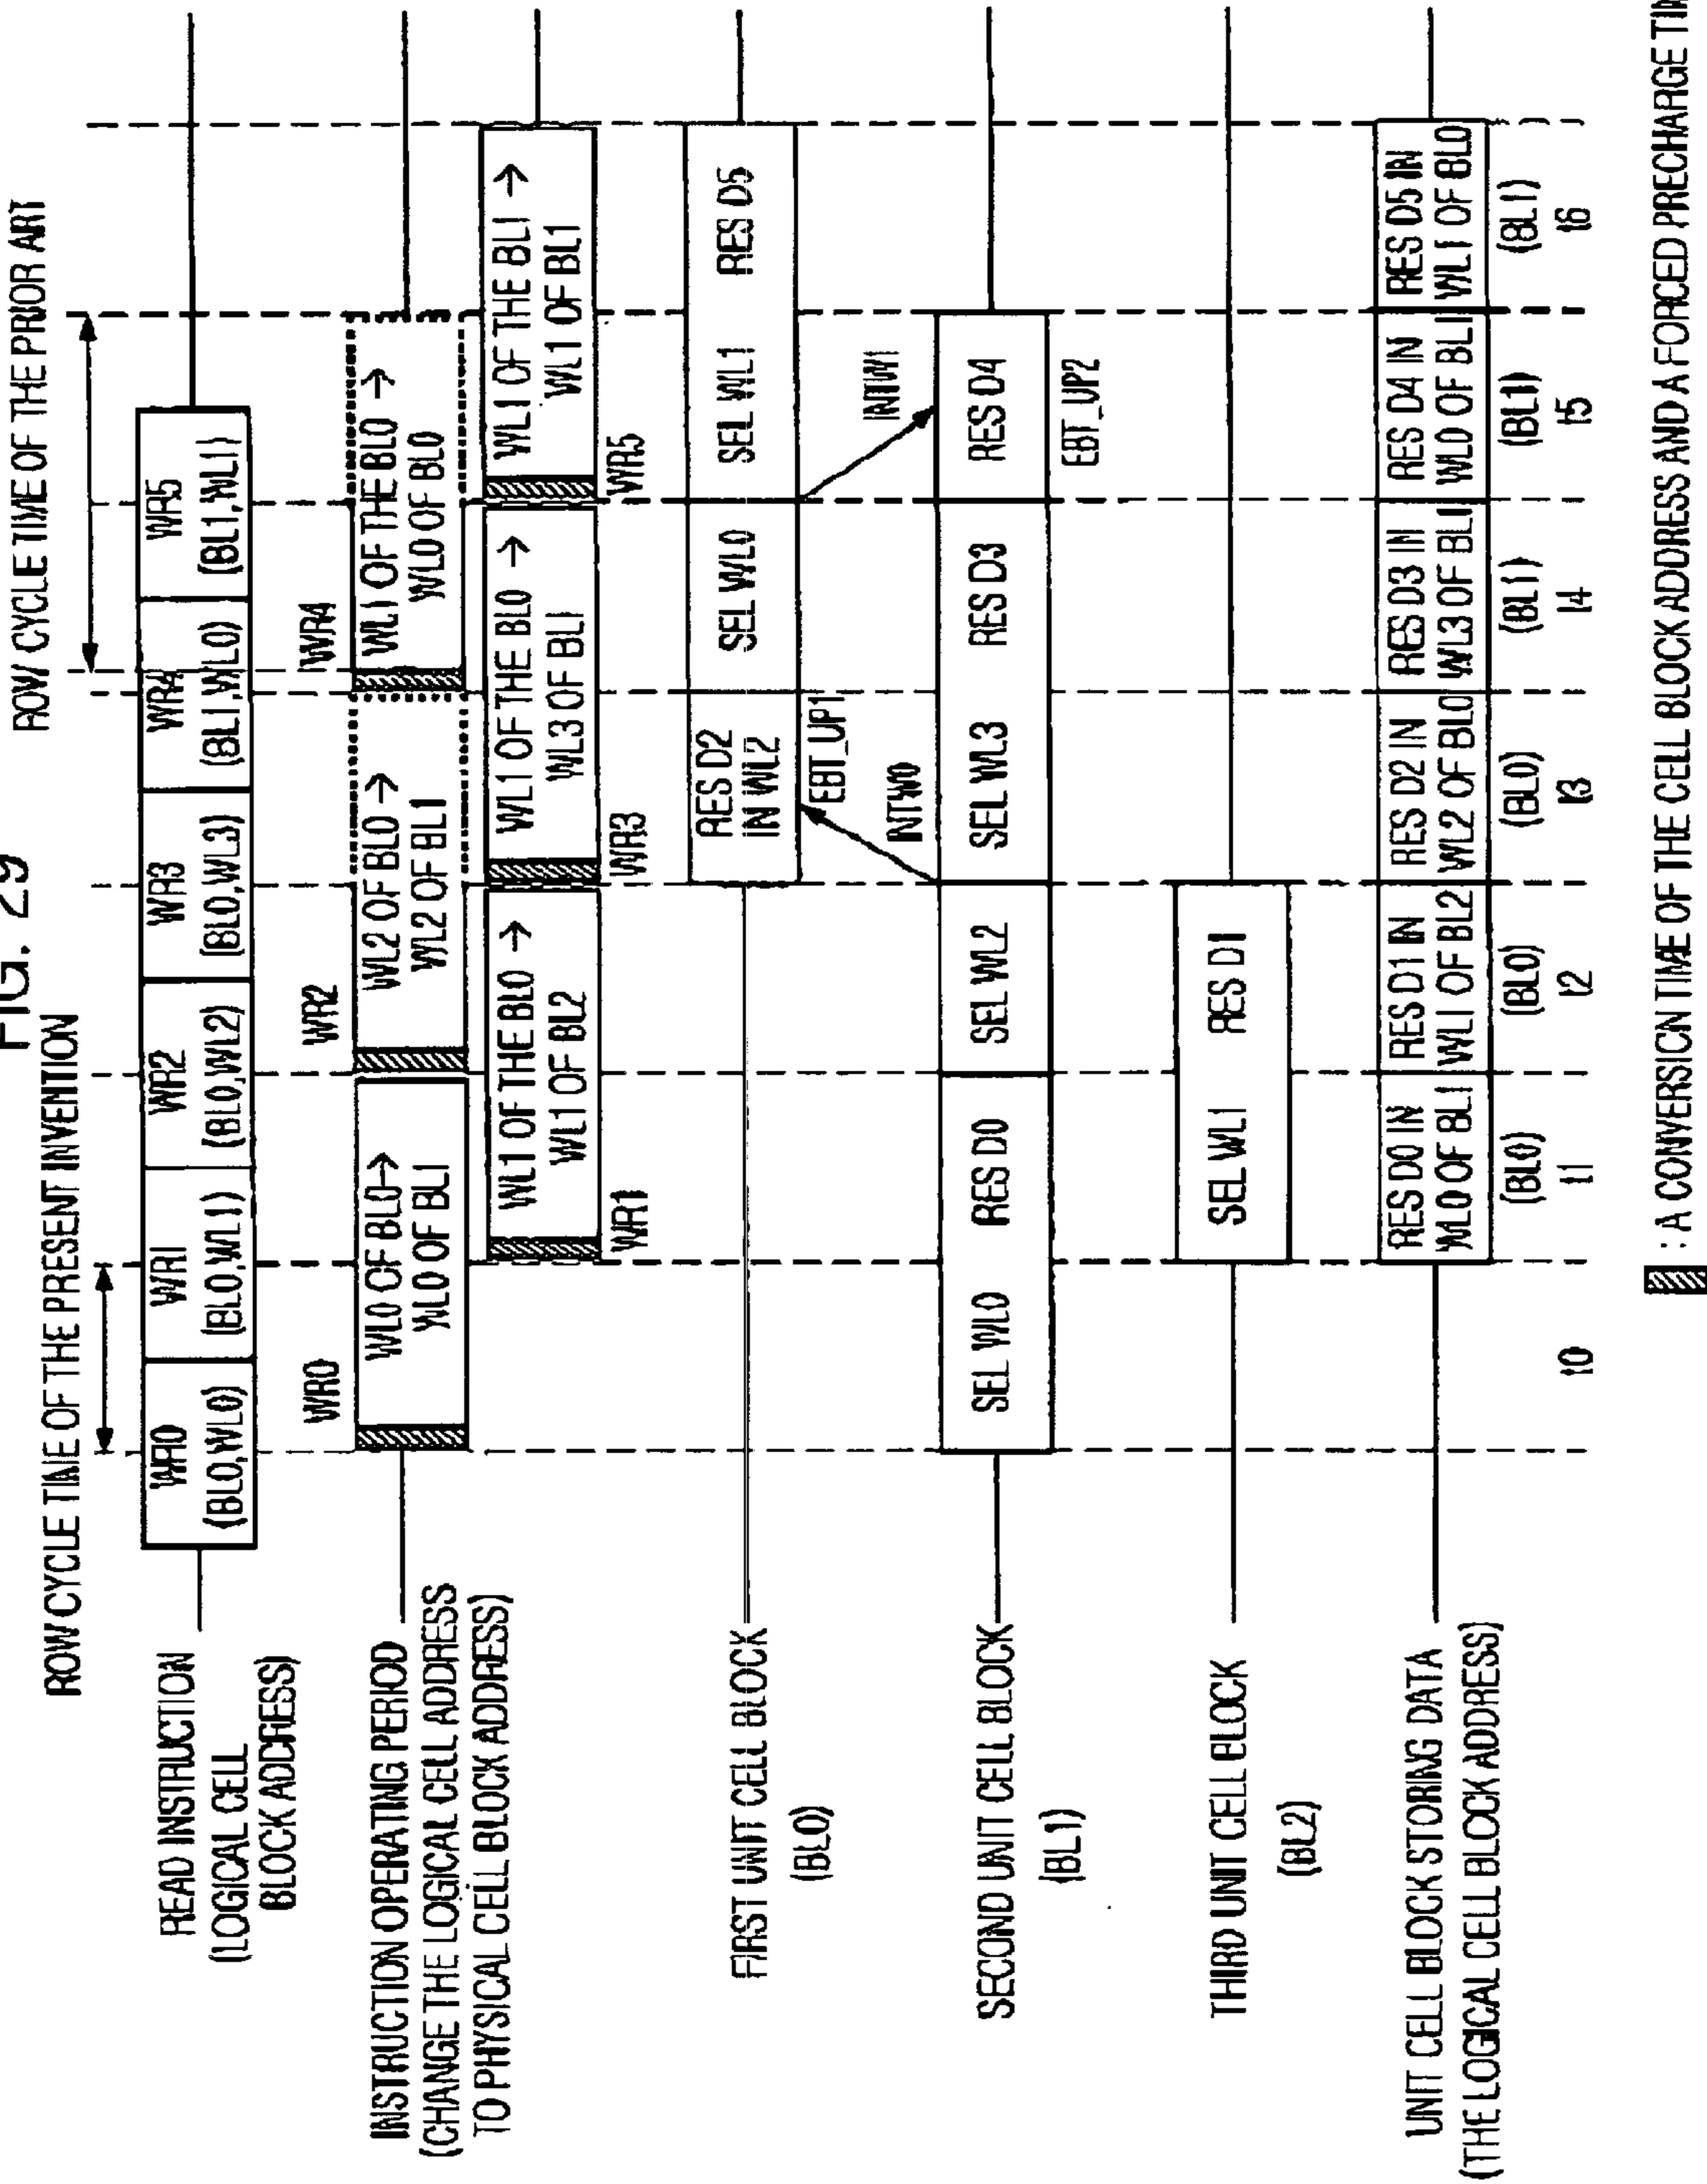 FIG. 29
ROW CYCLE TIME OF THE PRESENT INVENTION
ROW CYCLE TIME OF THE PRIOR ART
READ INSTRUCTION
(LOGICAL CELL
BLOCK ADDRESS)
WR0
(BL0,WL0)
WR1
(BL0,WL1)
WR2
(BL0,WL2)
WR3
(BL0,WL3)
WR4
(BL1,WL0)
WR5
(BL1,WL1)
INSTRUCTION OPERATING PERIOD
(CHANGE THE LOGICAL CELL ADDRESS
TO PHYSICAL CELL BLOCK ADDRESS)
WR0
WL0 OF BL0→
WL0 OF BL1
WR2
WL2 OF BL0 →
WL2 OF BL1
WR4
WL1 OF THE BL0 →
WL0 OF BL0
WL1 OF THE BL0 →
WL1 OF BL2
WR1
WL1 OF THE BL0 →
WL3 OF BL1
WR3
WL1 OF THE BL1 →
WL1 OF BL1
WR5
FIRST UNIT CELL BLOCK
(BL0)
RES D2
IN WL2
SEL WL0
SEL WL1
RES D5
EBT_UP1
INTW0
INTW1
SECOND UNIT CELL BLOCK
(BL1)
SEL WL0
RES D0
SEL WL2
SEL WL3
RES D3
RES D4
EBT_UP2
THIRD UNIT CELL BLOCK
(BL2)
SEL WL1
RES D1
UNIT CELL BLOCK STORING DATA
(THE LOGICAL CELL BLOCK ADDRESS)
RES D0 IN
WL0 OF BL1
RES D1 IN
WL1 OF BL2
RES D2 IN
WL2 OF BL0
RES D3 IN
WL3 OF BL1
RES D4 IN
WL0 OF BL1
RES D5 IN
WL1 OF BL0
(BL0)
(BL0)
(BL0)
(BL1)
(BL1)
(BL1)
t0
t1
t2
t3
t4
t5
t6
: A CONVERSION TIME OF THE CELL BLOCK ADDRESS AND A FORCED PRECHARGE